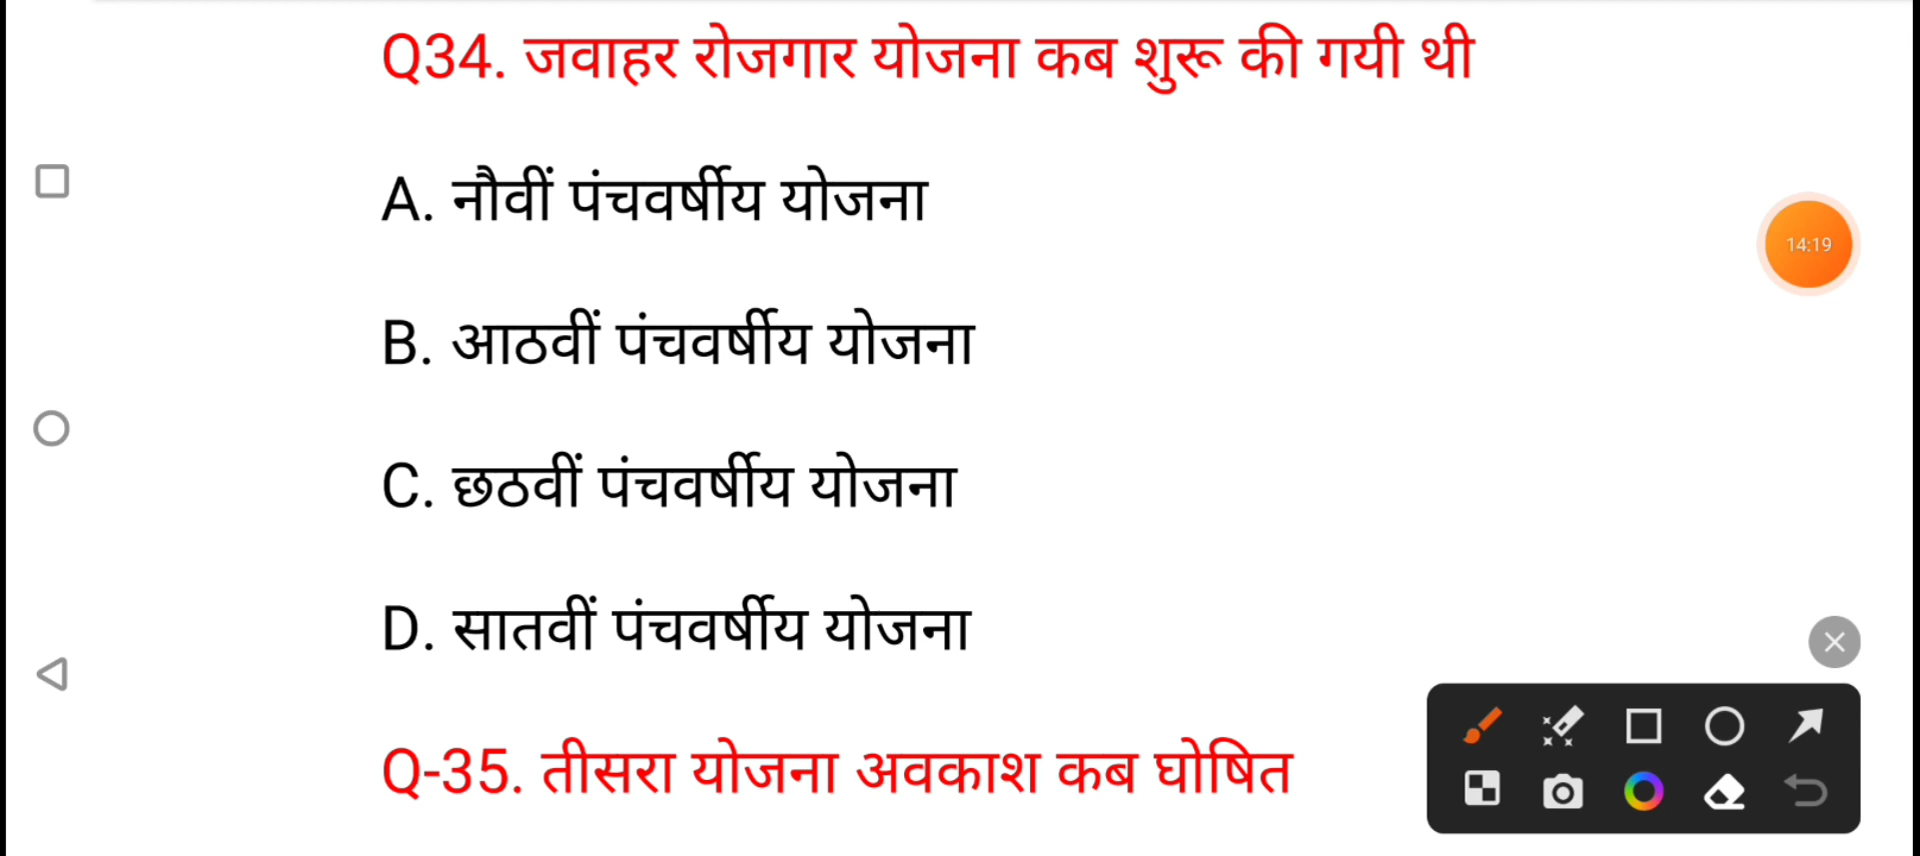 Q34. जवाहर रोजगार योजना कब शुरू की गयी थी
A. नौवीं पंचवर्षीय योजना
14:19
B. आठवीं पंचवर्षीय योजना
C. छठवीं पंचवर्षीय योजना
D. सातवीं पंचवर्षीय योजना
Q-35. तीसरा योजना अवकाश कब घोषित